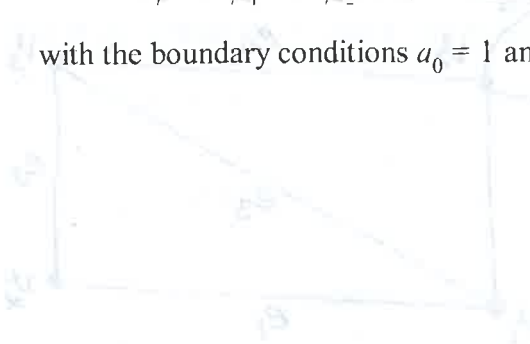 with the boundary conditions a₀ = 1 an